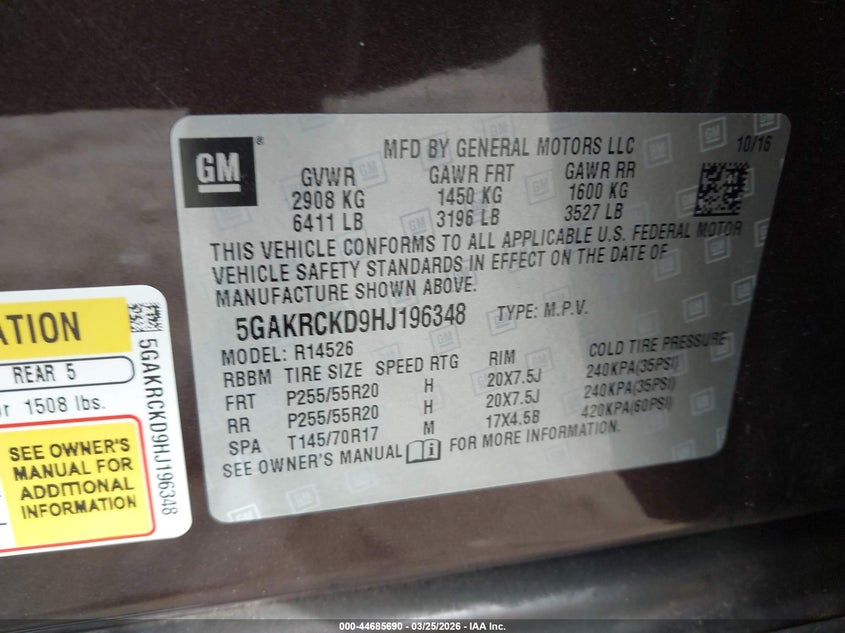 GM
®
MFD BY GENERAL MOTORS LLC 10/16
GVWR GAWR FRT GAWR RR
2908 KG 1450 KG 1600 KG
6411 LB 3196 LB 3527 LB
THIS VEHICLE CONFORMS TO ALL APPLICABLE U.S. FEDERAL MOTOR
VEHICLE SAFETY STANDARDS IN EFFECT ON THE DATE OF
MANUFACTURE SHOWN ABOVE.
5GAKRCKD9HJ196348 TYPE: M.P.V.
MODEL: R14526
RBBM TIRE SIZE SPEED RTG RIM COLD TIRE PRESSURE
FRT P255/55R20 H 20X7.5J 240KPA(35PSI)
RR P255/55R20 H 20X7.5J 240KPA(35PSI)
SPA T145/70R17 M 17X4.5B 420KPA(60PSI)
SEE OWNER'S MANUAL FOR MORE INFORMATION.
ATION
REAR 5
or 1508 lbs.
SEE OWNER'S
MANUAL FOR
ADDITIONAL
INFORMATION
5GAKRCKD9HJ196348
000-44685690 - 03/25/2026 - IAA Inc.